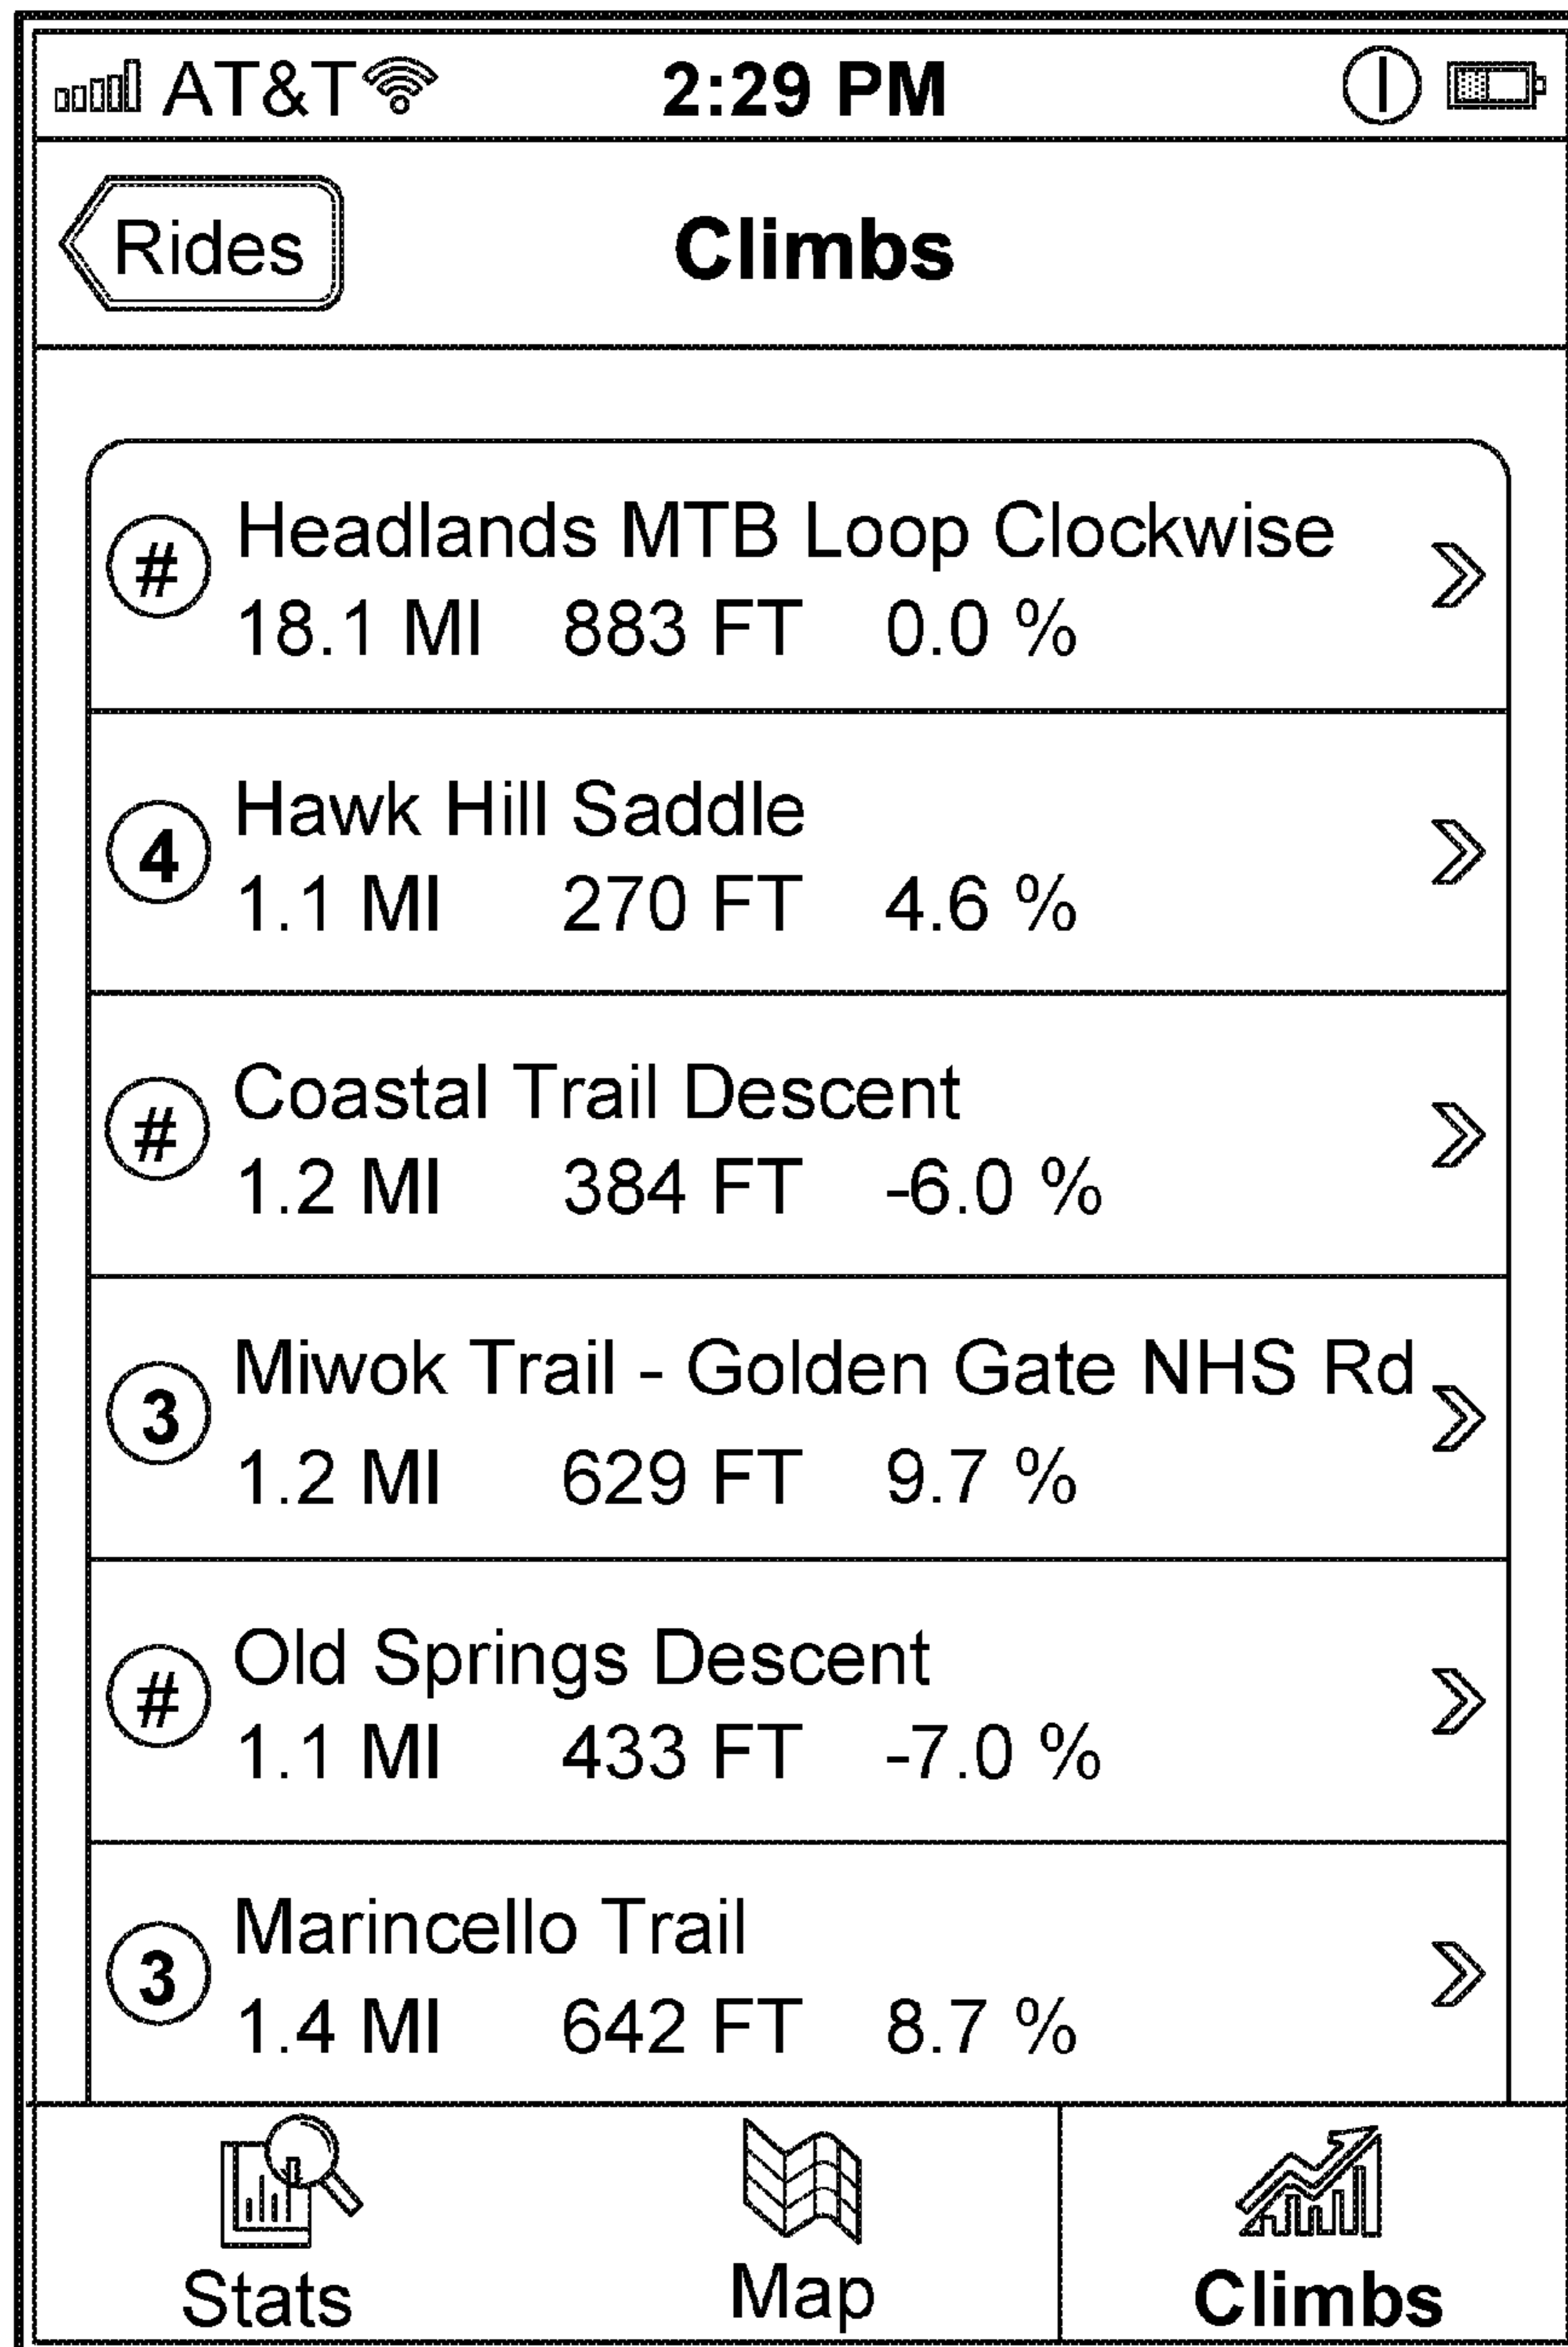 AT&T 2:29 PM
Rides Climbs
# Headlands MTB Loop Clockwise
18.1 MI 883 FT 0.0 %
4 Hawk Hill Saddle
1.1 MI 270 FT 4.6 %
# Coastal Trail Descent
1.2 MI 384 FT -6.0 %
3 Miwok Trail - Golden Gate NHS Rd
1.2 MI 629 FT 9.7 %
# Old Springs Descent
1.1 MI 433 FT -7.0 %
3 Marincello Trail
1.4 MI 642 FT 8.7 %
Stats Map Climbs